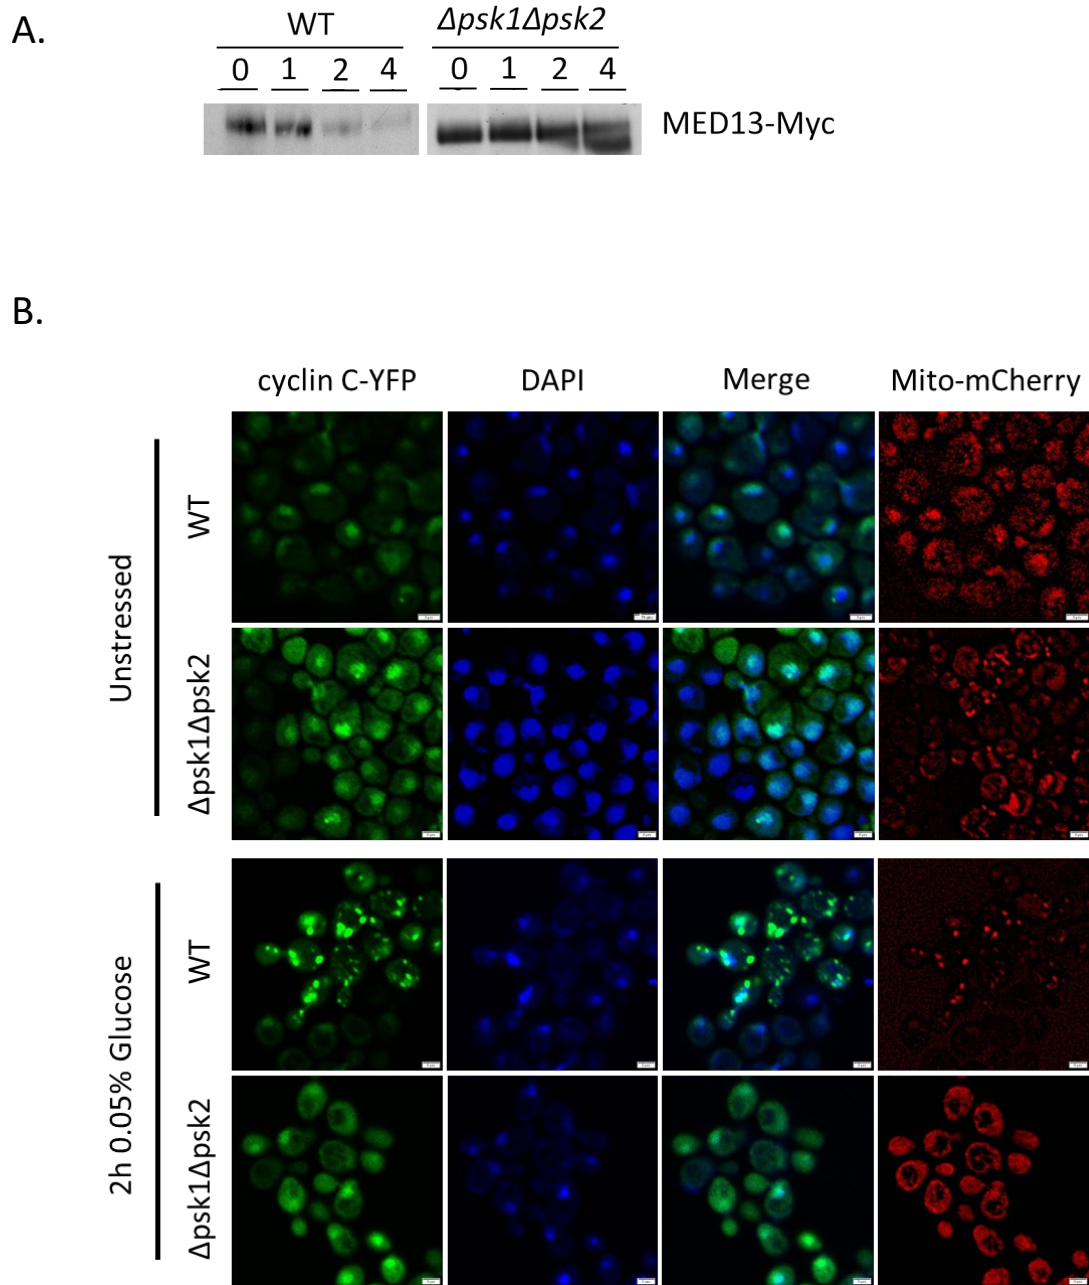 A.
WT
Δpsk1Δpsk2
0 1 2 4
0 1 2 4
MED13-Myc
B.
cyclin C-YFP
DAPI
Merge
Mito-mCherry
Unstressed
WT
Δpsk1Δpsk2
2h 0.05% Glucose
WT
Δpsk1Δpsk2